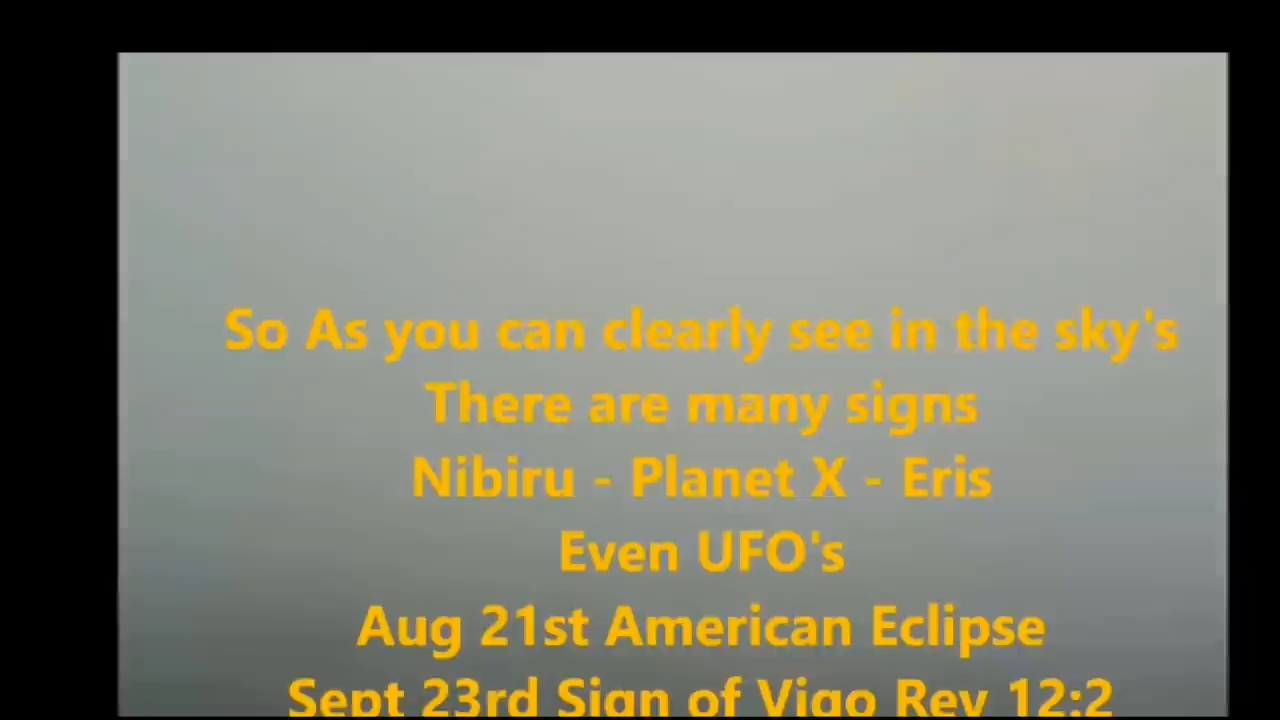 So As you can clearly see in the sky's
There are many signs
Nibiru - Planet X - Eris
Even UFO's
Aug 21st American Eclipse
Sept 23rd Sign of Vigo Rev 12:2